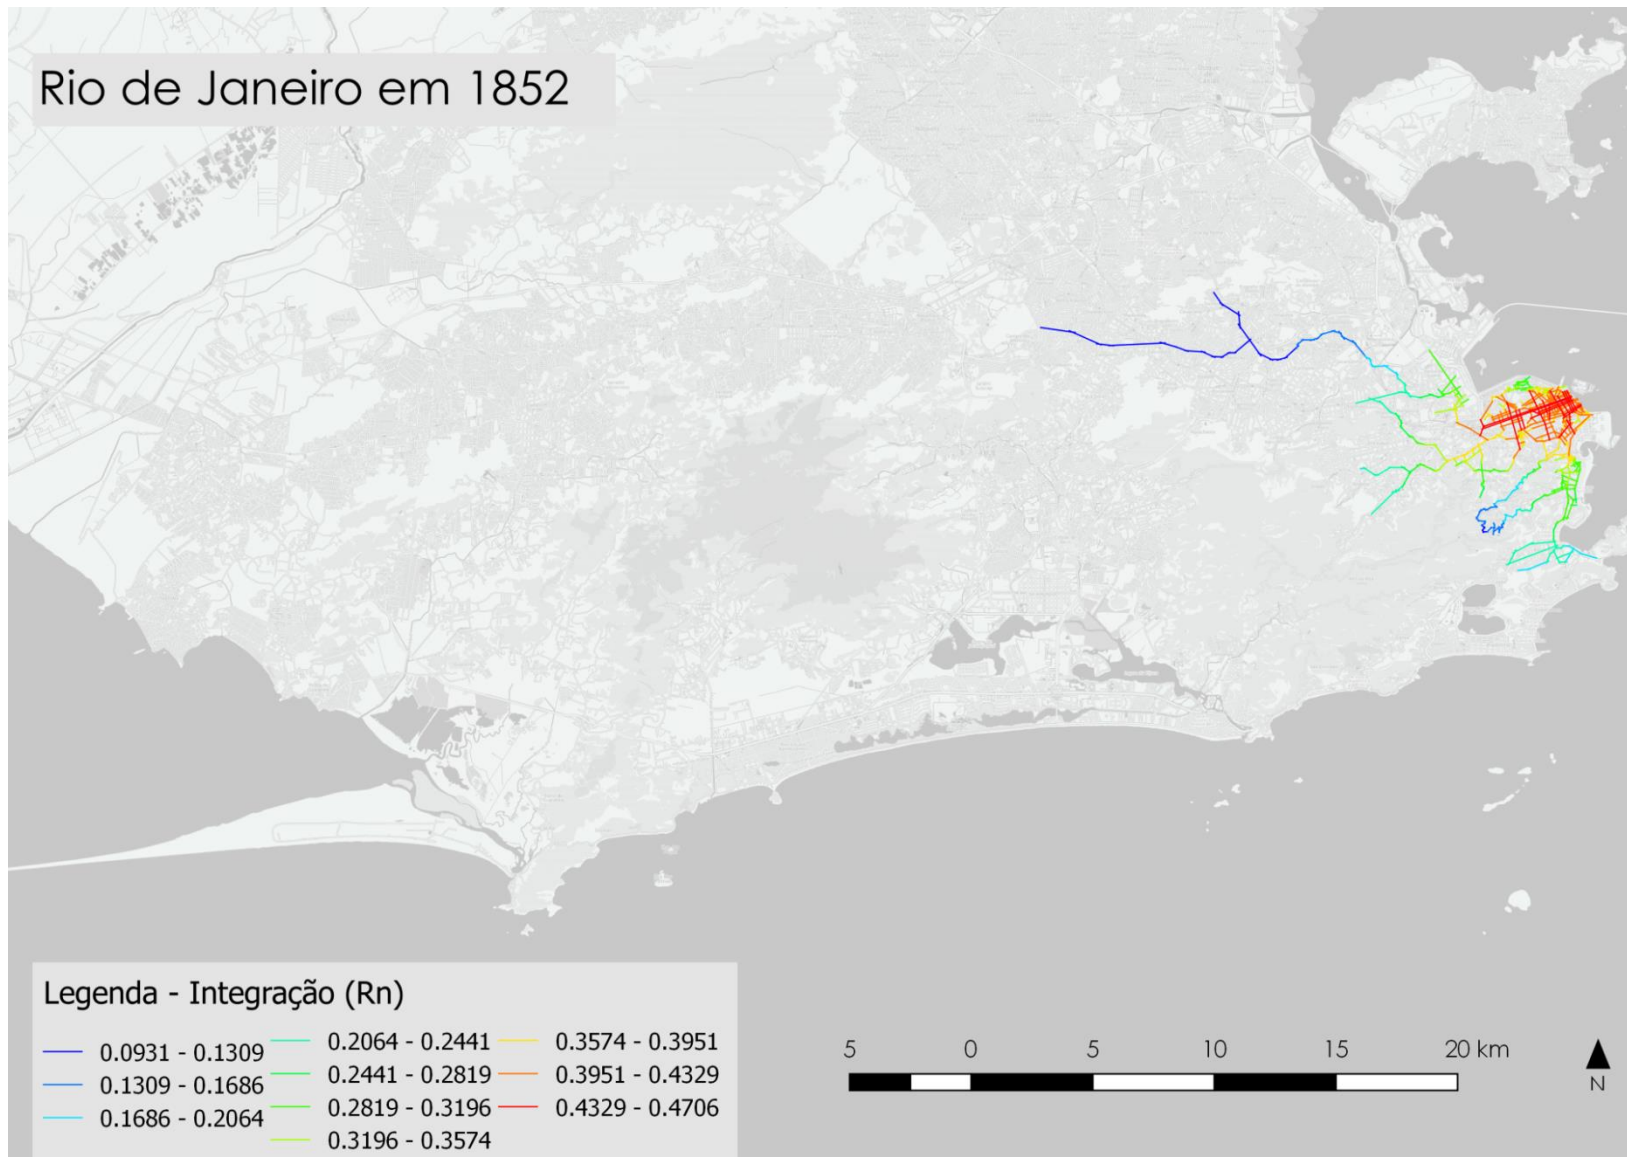 Rio de Janeiro em 1852
Legenda - Integração (Rn)
0.0931 - 0.1309
0.1309 - 0.1686
0.1686 - 0.2064
0.2064 - 0.2441
0.2441 - 0.2819
0.2819 - 0.3196
0.3196 - 0.3574
0.3574 - 0.3951
0.3951 - 0.4329
0.4329 - 0.4706
5 0 5 10 15 20 km
N